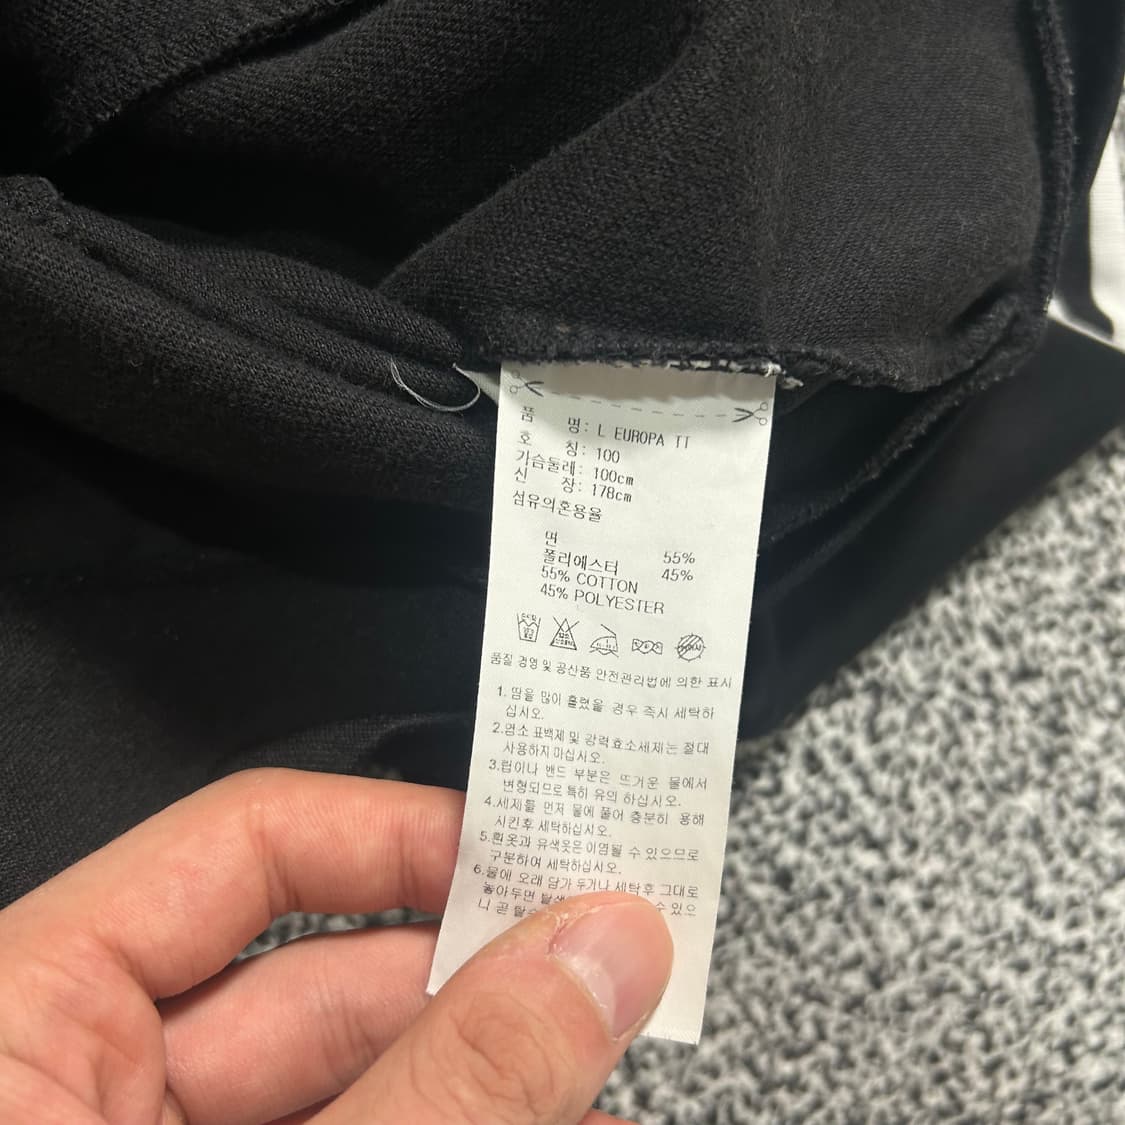 품 명: L EUROPA TT
호 칭: 100
가슴둘레: 100cm
신 장: 178cm
섬유의혼용율
면 55%
폴리에스터 45%
55% COTTON
45% POLYESTER
품질 경영 및 공산품 안전관리법에 의한 표시
1. 땀을 많이 흘렸을 경우 즉시 세탁하
십시오.
2.염소 표백제 및 강력효소세제는 절대
사용하지 마십시오.
3.립이나 밴드 부분은 뜨거운 물에서
변형되므로 특히 유의 하십시오.
4.세제를 먼저 물에 풀어 충분히 용해
시킨후 세탁하십시오.
5.흰옷과 유색옷은 이염될 수 있으므로
구분하여 세탁하십시오.
6.물에 오래 담가 두거나 세탁후 그대로
놓아두면 수 있으
니 곧